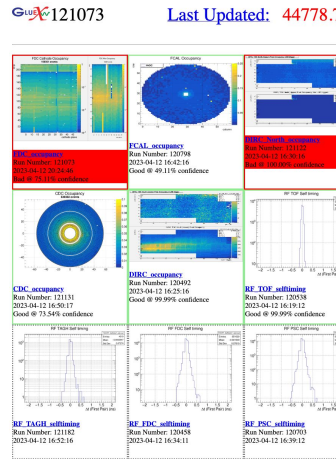 GLUEX 121073 Last Updated: 44778.
FDC Cathode Occupancy
FDC_occupancy
Run Number: 121073
2023-04-12 20:24:46
Bad @ 75.11% confidence
FCAL Occupancy
FCAL_occupancy
Run Number: 120798
2023-04-12 16:42:16
Good @ 49.11% confidence
DIRC_North_occupancy
Run Number: 121122
2023-04-12 16:30:16
Bad @ 100.00% confidence
CDC Occupancy
CDC_occupancy
Run Number: 121131
2023-04-12 16:50:17
Good @ 73.54% confidence
DIRC_occupancy
Run Number: 120492
2023-04-12 16:25:16
Good @ 99.99% confidence
RF TOF Self timing
RF_TOF_selftiming
Run Number: 120538
2023-04-12 16:19:12
Good @ 99.99% confidence
RF TAGH Self timing
RF_TAGH_selftiming
Run Number: 121182
2023-04-12 16:52:16
RF FDC Self timing
RF_FDC_selftiming
Run Number: 120458
2023-04-12 16:34:11
RF PSC Self timing
RF_PSC_selftiming
Run Number: 120703
2023-04-12 16:39:12